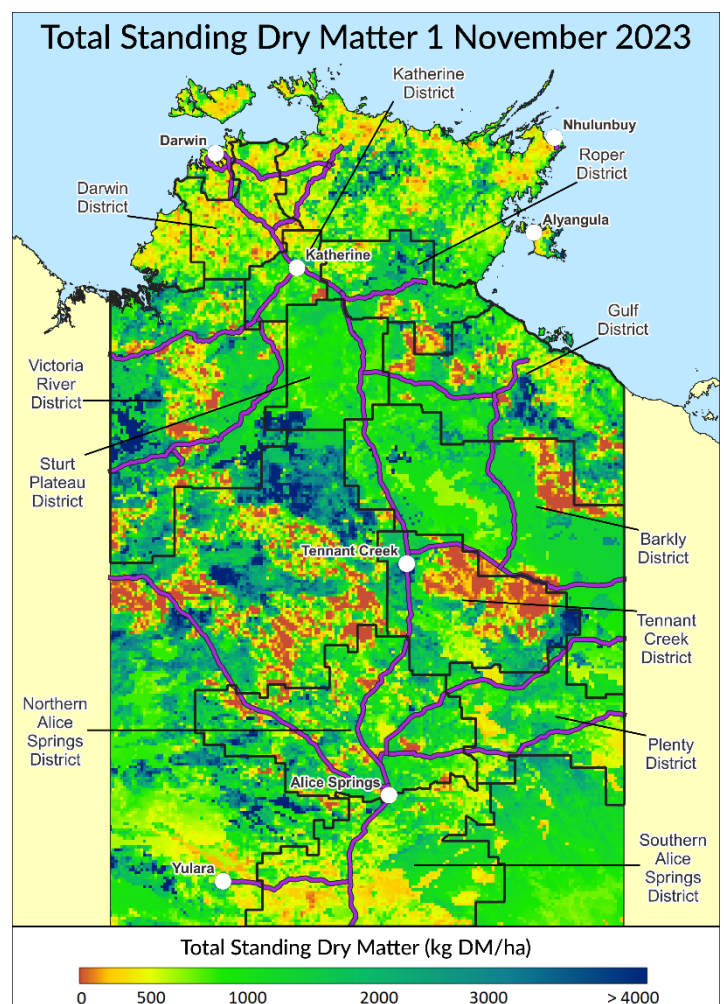 Total Standing Dry Matter 1 November 2023
Katherine
District
Nhulunbuy
Darwin
Roper
District
Darwin
District
Alyangula
Katherine
Gulf
District
Victoria
River
District
Sturt
Plateau
District
Barkly
District
Tennant Creek
Tennant
Creek
District
Northern
Alice
Springs
District
Plenty
District
Alice Springs
Southern
Alice
Springs
District
Yulara
Total Standing Dry Matter (kg DM/ha)
0 500 1000 2000 3000 > 4000